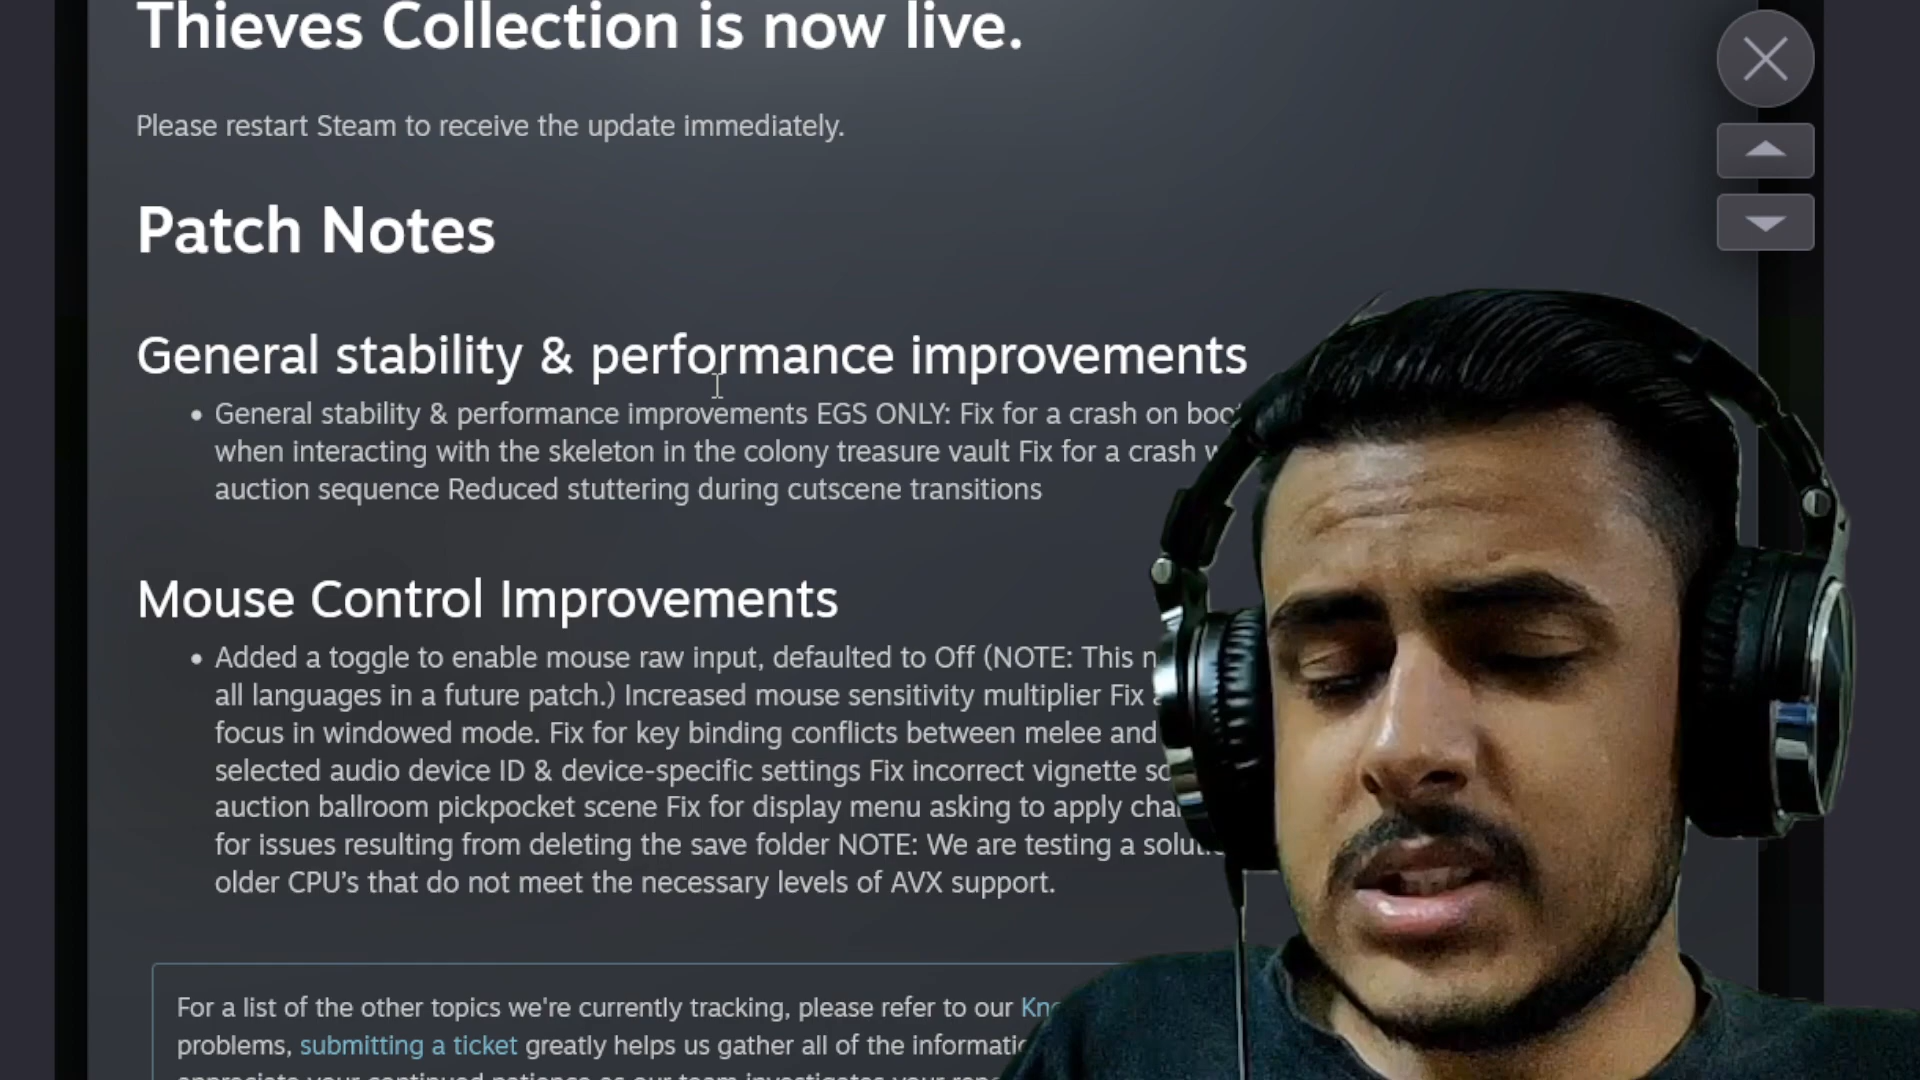 Thieves Collection is now live.
Please restart Steam to receive the update immediately.
Patch Notes
General stability & performance improvements
General stability & performance improvements EGS ONLY: Fix for a crash on
when interacting with the skeleton in the colony treasure vault Fix for a crash
auction sequence Reduced stuttering during cutscene transitions
Mouse Control Improvements
Added a toggle to enable mouse raw input, defaulted to Off (NOTE: This
all languages in a future patch.) Increased mouse sensitivity multiplier Fix
focus in windowed mode. Fix for key binding conflicts between melee and
selected audio device ID & device-specific settings Fix incorrect vignette
auction ballroom pickpocket scene Fix for display menu asking to apply
for issues resulting from deleting the save folder NOTE: We are testing a
older CPU’s that do not meet the necessary levels of AVX support.
For a list of the other topics we're currently tracking, please refer to our
problems, submitting a ticket greatly helps us gather all of the